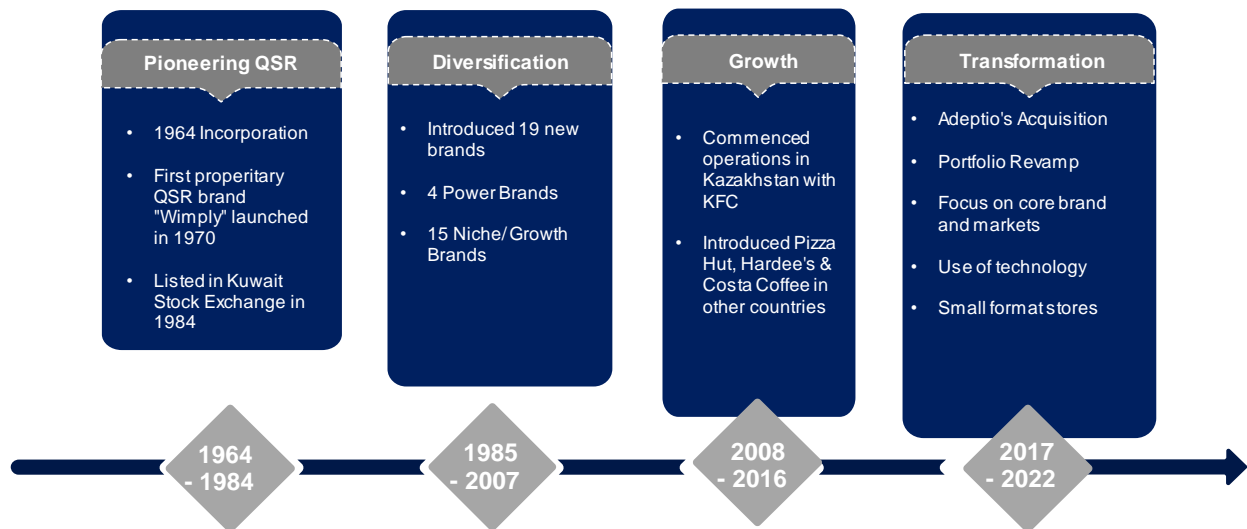 Pioneering QSR
• 1964 Incorporation
• First properitary
QSR brand
"Wimply" launched
in 1970
• Listed in Kuwait
Stock Exchange in
1984
Diversification
• Introduced 19 new
brands
• 4 Power Brands
• 15 Niche/ Growth
Brands
Growth
• Commenced
operations in
Kazakhstan with
KFC
• Introduced Pizza
Hut, Hardee's &
Costa Coffee in
other countries
Transformation
• Adeptio's Acquisition
• Portfolio Revamp
• Focus on core brand
and markets
• Use of technology
• Small format stores
1964
- 1984
1985
- 2007
2008
- 2016
2017
- 2022